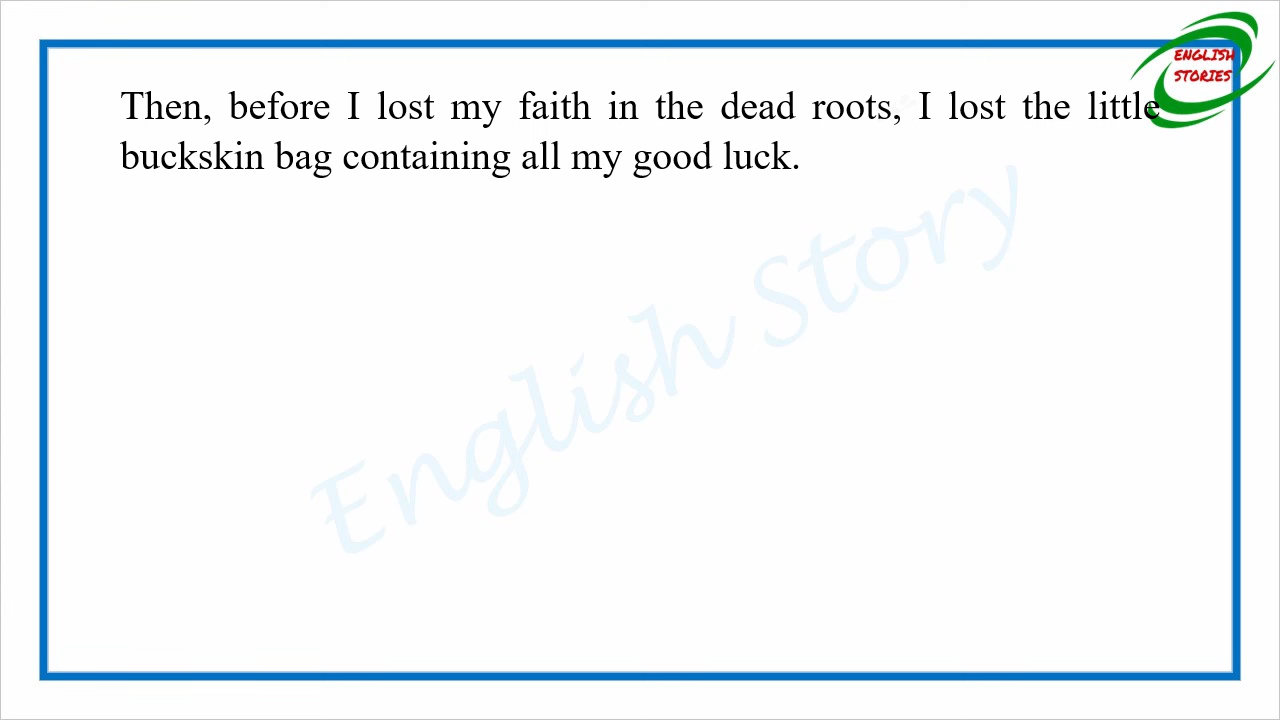 ENGLISH
STORIES
Then, before I lost my faith in the dead roots, I lost the little
buckskin bag containing all my good luck.
English Story